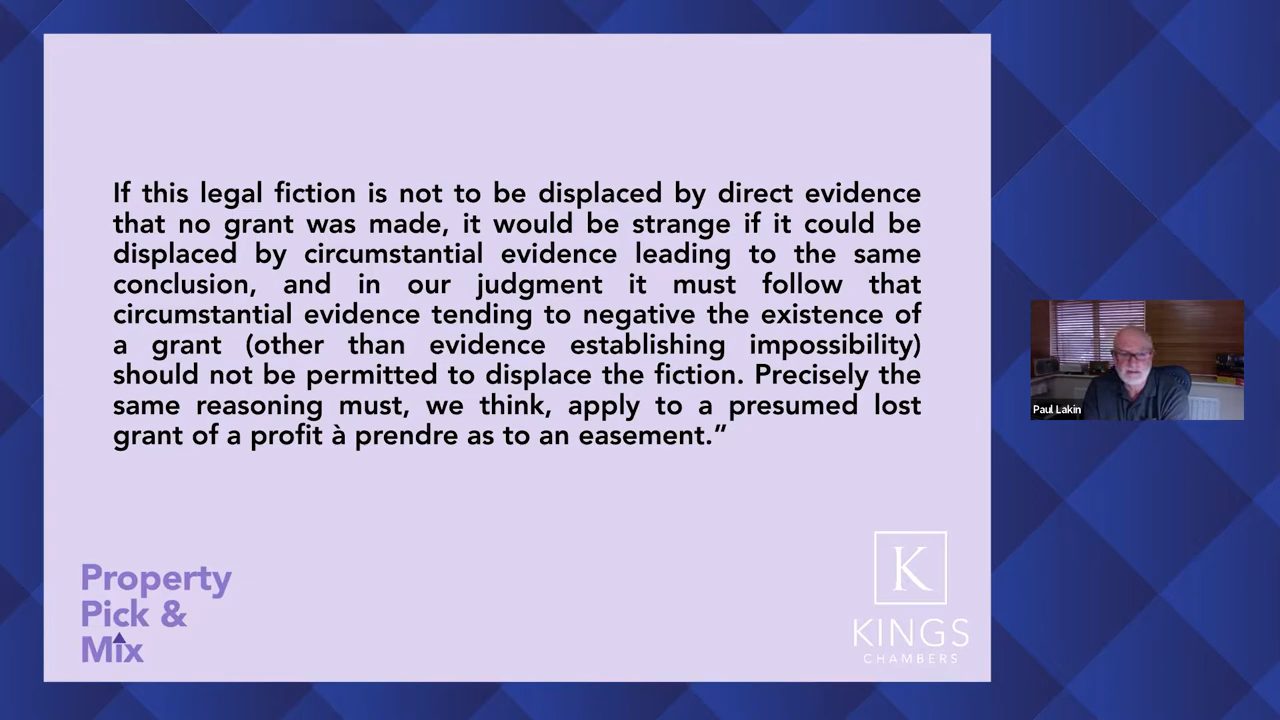 If this legal fiction is not to be displaced by direct evidence
that no grant was made, it would be strange if it could be
displaced by circumstantial evidence leading to the same
conclusion, and in our judgment it must follow that
circumstantial evidence tending to negative the existence of
a grant (other than evidence establishing impossibility)
should not be permitted to displace the fiction. Precisely the
same reasoning must, we think, apply to a presumed lost
grant of a profit à prendre as to an easement.”
Paul Lakin
Property
Pick &
Mix
K
KINGS
CHAMBERS